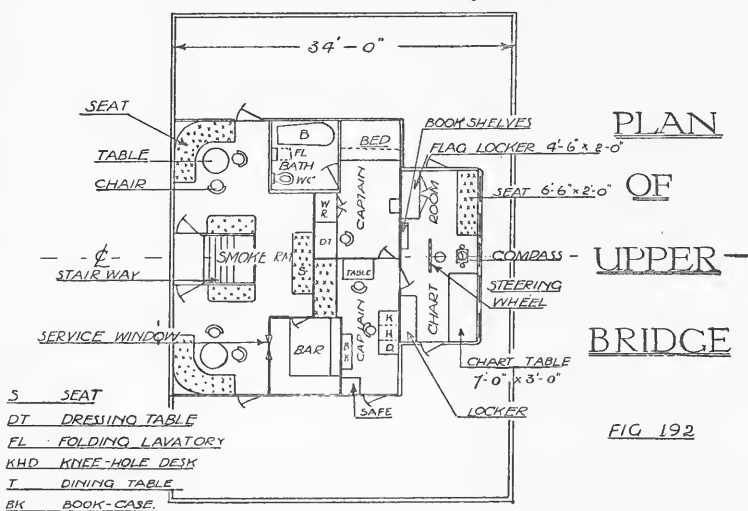 34'-0"
SEAT
TABLE
CHAIR
℄
STAIR WAY
SERVICE WINDOW
B
FL
BATH
WC
BED
W
R
DT
CAPTAIN
SMOKE RM
S
TABLE
CAPTAIN
BAR
BK
K
H
D
SAFE
BOOK SHELVES
FLAG LOCKER 4'-6" x 2'-0"
SEAT 6'-6" x 2'-0"
ROOM
CHART
COMPASS
STEERING
WHEEL
CHART TABLE
7'-0" x 3'-0"
LOCKER
PLAN
OF
UPPER
BRIDGE
FIG 192
S SEAT
DT DRESSING TABLE
FL FOLDING LAVATORY
KHD KNEE-HOLE DESK
T DINING TABLE
BK BOOK-CASE.